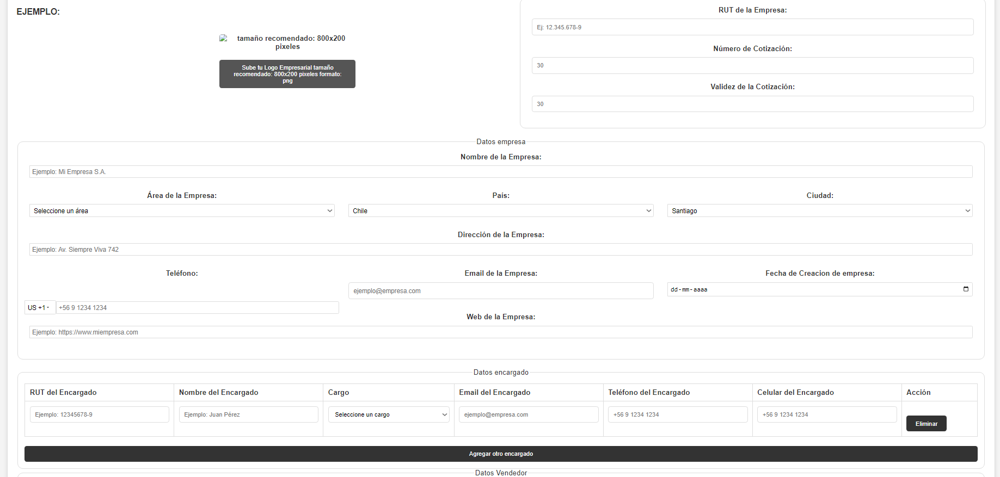 EJEMPLO:
tamaño recomendado: 800x200
pixeles
Sube tu Logo Empresarial tamaño
recomendado: 800x200 pixeles formato:
png
RUT de la Empresa:
Ej: 12.345.678-9
Número de Cotización:
30
Validez de la Cotización:
30
Datos empresa
Nombre de la Empresa:
Ejemplo: Mi Empresa S.A.
Área de la Empresa:
País:
Ciudad:
Seleccione un área
Chile
Santiago
Dirección de la Empresa:
Ejemplo: Av. Siempre Viva 742
Teléfono:
Email de la Empresa:
Fecha de Creacion de empresa:
ejemplo@empresa.com
dd-mm-aaaa
US +1
+56 9 1234 1234
Web de la Empresa:
Ejemplo: https://www.miempresa.com
Datos encargado
RUT del Encargado
Nombre del Encargado
Cargo
Email del Encargado
Teléfono del Encargado
Celular del Encargado
Acción
Ejemplo: 12345678-9
Ejemplo: Juan Pérez
Seleccione un cargo
ejemplo@empresa.com
+56 9 1234 1234
+56 9 1234 1234
Eliminar
Agregar otro encargado
Datos Vendedor